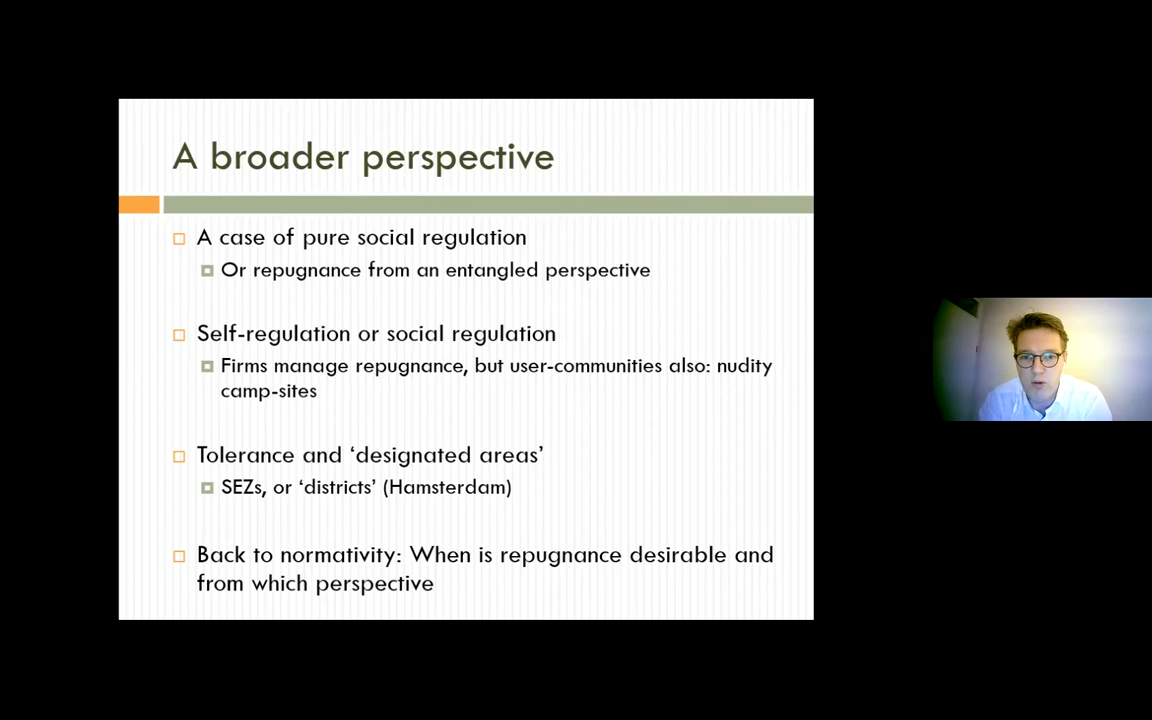 A broader perspective
A case of pure social regulation
Or repugnance from an entangled perspective
Self-regulation or social regulation
Firms manage repugnance, but user-communities also: nudity
camp-sites
Tolerance and ‘designated areas’
SEZs, or ‘districts’ (Hamsterdam)
Back to normativity: When is repugnance desirable and
from which perspective